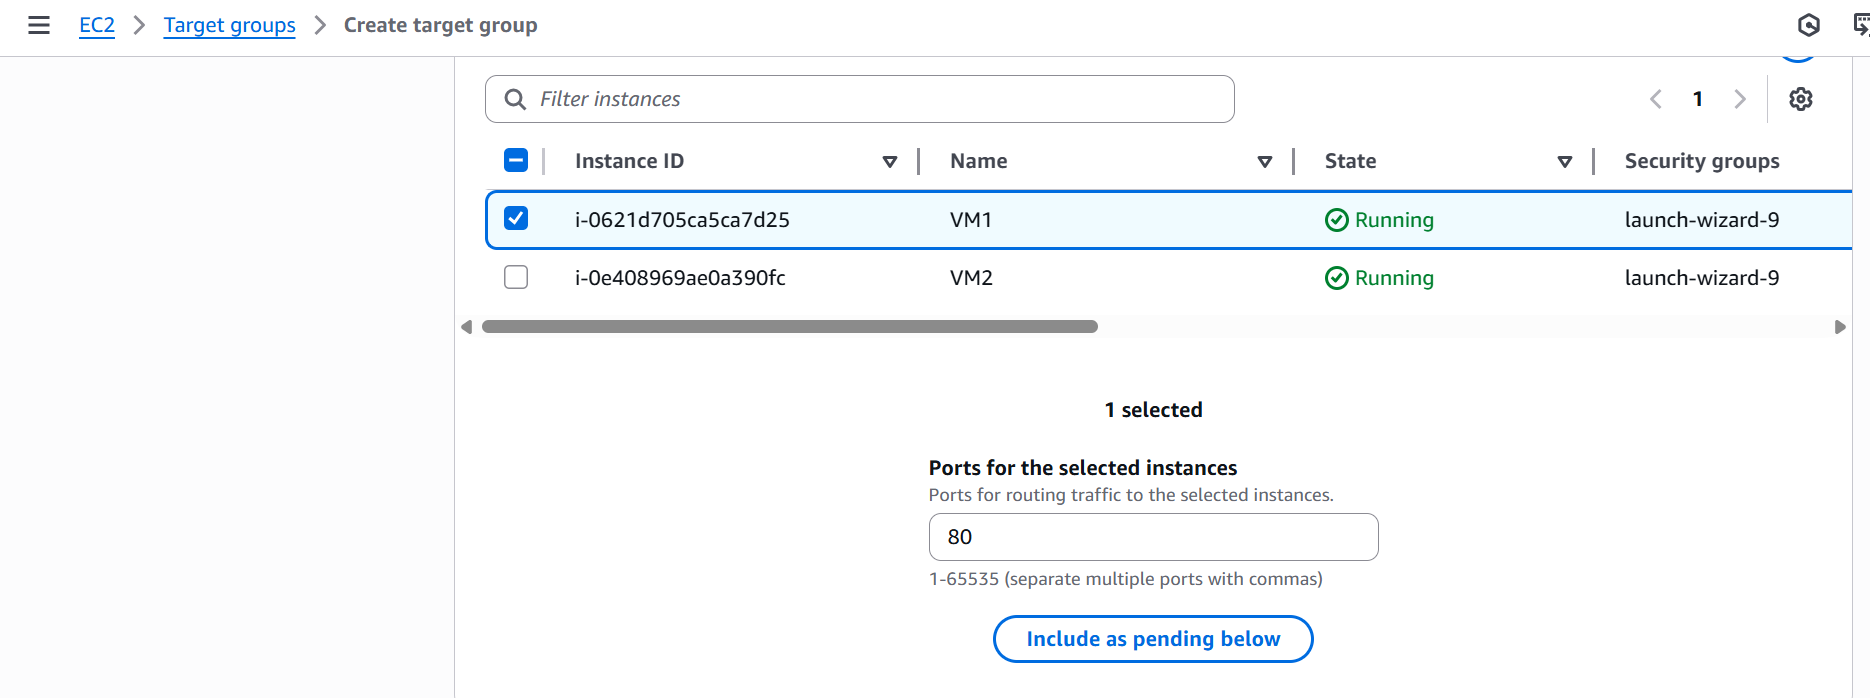 EC2 > Target groups > Create target group
Filter instances
1
Instance ID Name State Security groups
i-0621d705ca5ca7d25 VM1 Running launch-wizard-9
i-0e408969ae0a390fc VM2 Running launch-wizard-9
1 selected
Ports for the selected instances
Ports for routing traffic to the selected instances.
80
1-65535 (separate multiple ports with commas)
Include as pending below